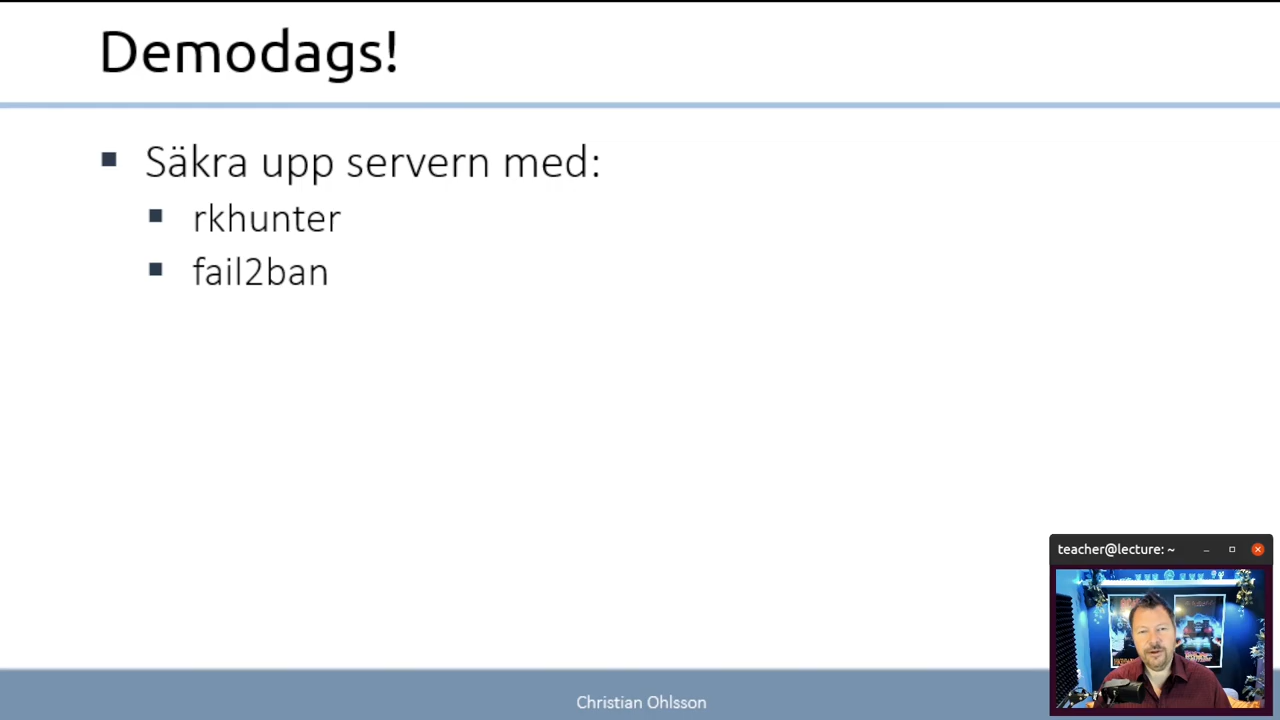 Demodags!
Säkra upp servern med:
rkhunter
fail2ban
teacher@lecture: ~
Christian Ohlsson